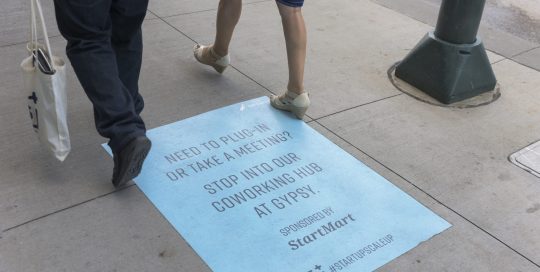 NEED TO PLUG-IN
OR TAKE A MEETING?
STOP INTO OUR
COWORKING HUB
AT GYPSY.
SPONSORED BY
StartMart
#STARTUPSCALEUP